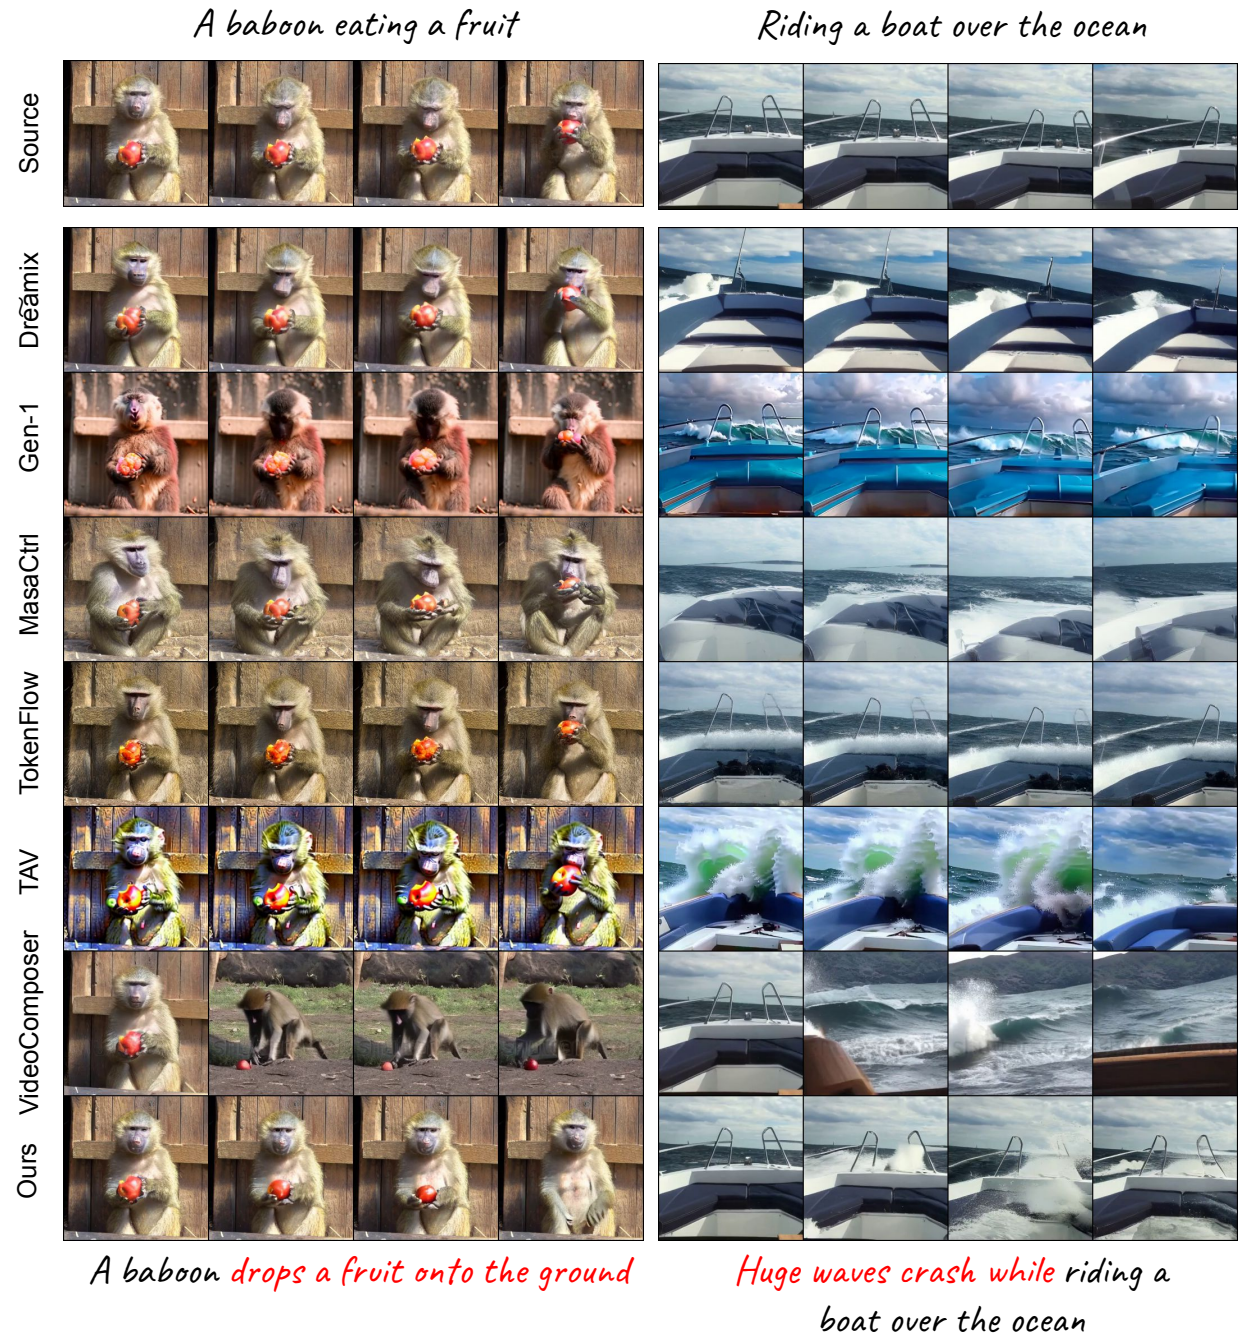 A baboon eating a fruit
Riding a boat over the ocean
Source
Dreamix
Gen-1
MasaCtrl
TokenFlow
TAV
VideoComposer
Ours
A baboon drops a fruit onto the ground
Huge waves crash while riding a
boat over the ocean